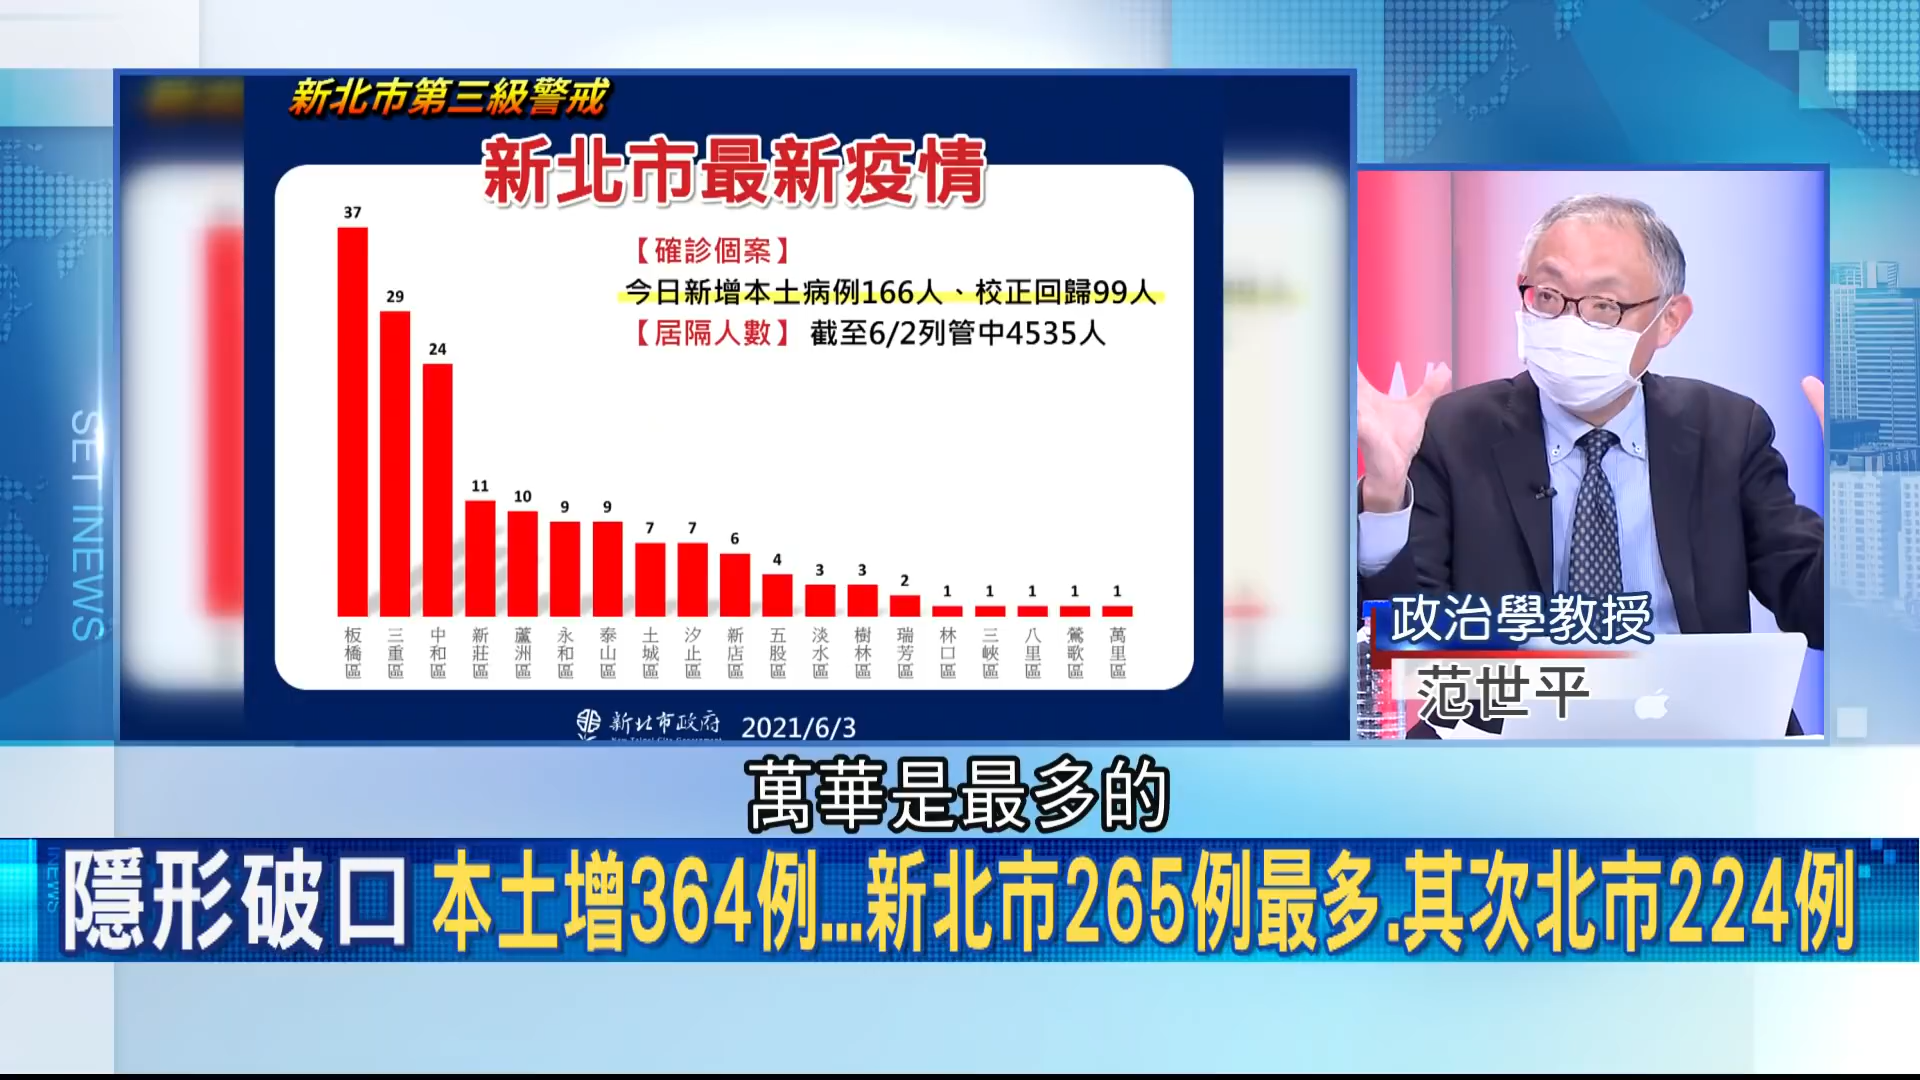 新北市第三級警戒
新北市最新疫情
【確診個案】
今日新增本土病例166人、校正回歸99人
【居隔人數】 截至6/2列管中4535人
37
29
24
11
10
9
9
7
7
6
4
3
3
2
1
1
1
1
1
板橋區
三重區
中和區
新莊區
蘆洲區
永和區
泰山區
土城區
汐止區
新店區
五股區
淡水區
樹林區
瑞芳區
林口區
三峽區
八里區
鶯歌區
萬里區
新北市政府 2021/6/3
SET INEWS
政治學教授
范世平
萬華是最多的
隱形破口 本土增364例...新北市265例最多.其次北市224例